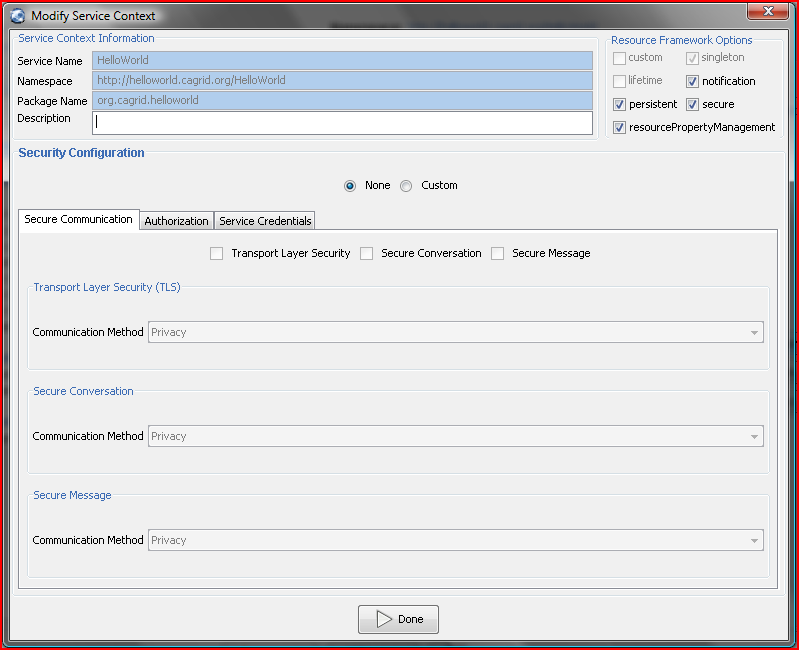 Modify Service Context
Service Context Information
Service Name HelloWorld
Namespace http://helloworld.cagrid.org/HelloWorld
Package Name org.cagrid.helloworld
Description
Resource Framework Options
custom singleton
lifetime notification
persistent secure
resourcePropertyManagement
Security Configuration
None Custom
Secure Communication Authorization Service Credentials
Transport Layer Security Secure Conversation Secure Message
Transport Layer Security (TLS)
Communication Method Privacy
Secure Conversation
Communication Method Privacy
Secure Message
Communication Method Privacy
Done